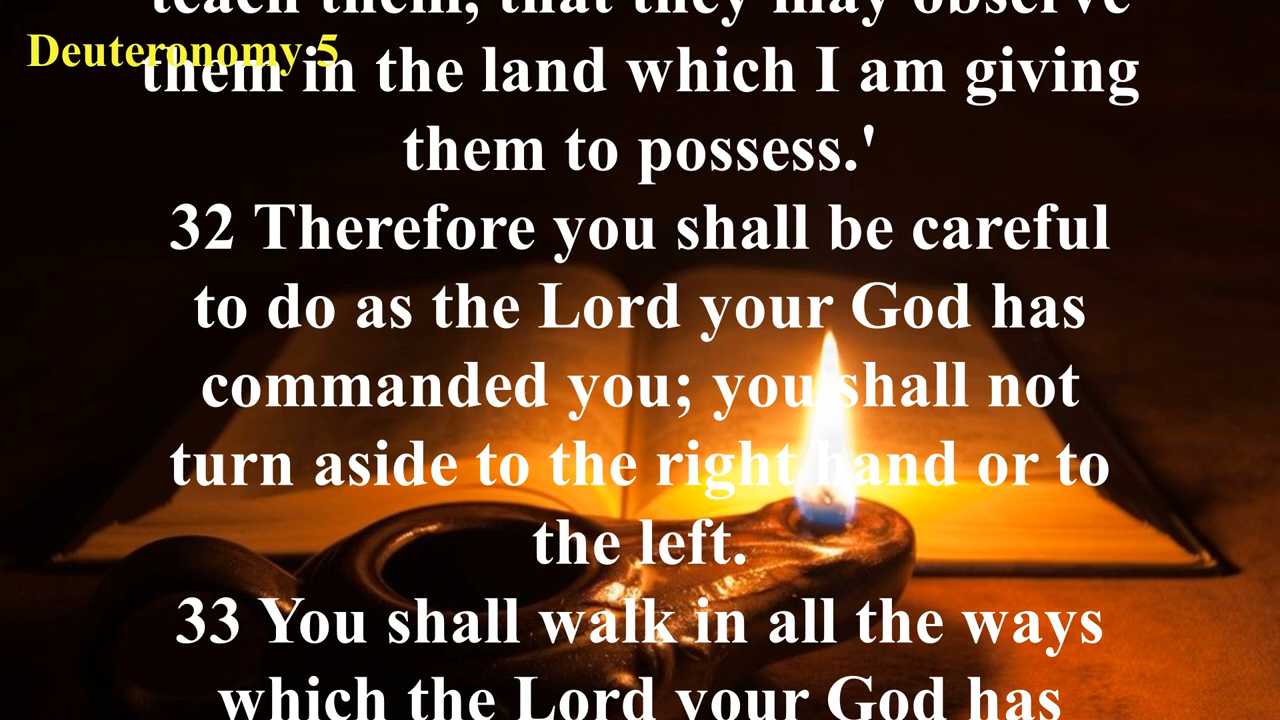 teach them, that they may observe
Deuteronomy 5
them in the land which I am giving
them to possess.'
32 Therefore you shall be careful
to do as the Lord your God has
commanded you; you shall not
turn aside to the right hand or to
the left.
33 You shall walk in all the ways
which the Lord your God has